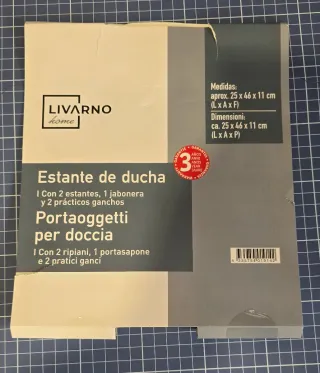 LIVARNO
home
Medidas:
aprox. 25 x 46 x 11 cm
(L x A x F)
Dimensioni:
ca. 25 x 46 x 11 cm
(L x A x P)
Estante de ducha
I Con 2 estantes, 1 jabonera
y 2 prácticos ganchos
3
Portaoggetti
per doccia
I Con 2 ripiani, 1 portasapone
e 2 pratici ganci